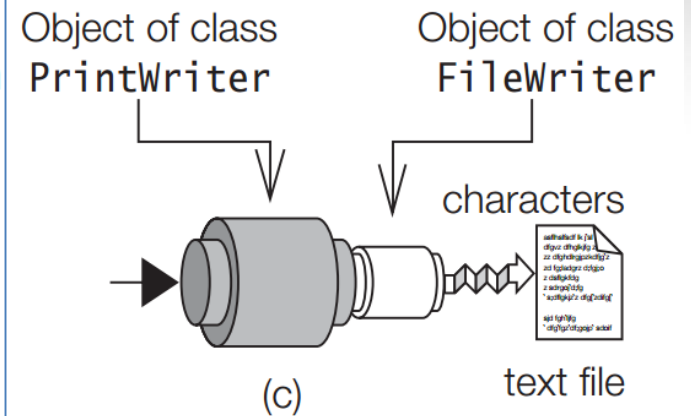 Object of class
PrintWriter
Object of class
FileWriter
characters
text file
(c)